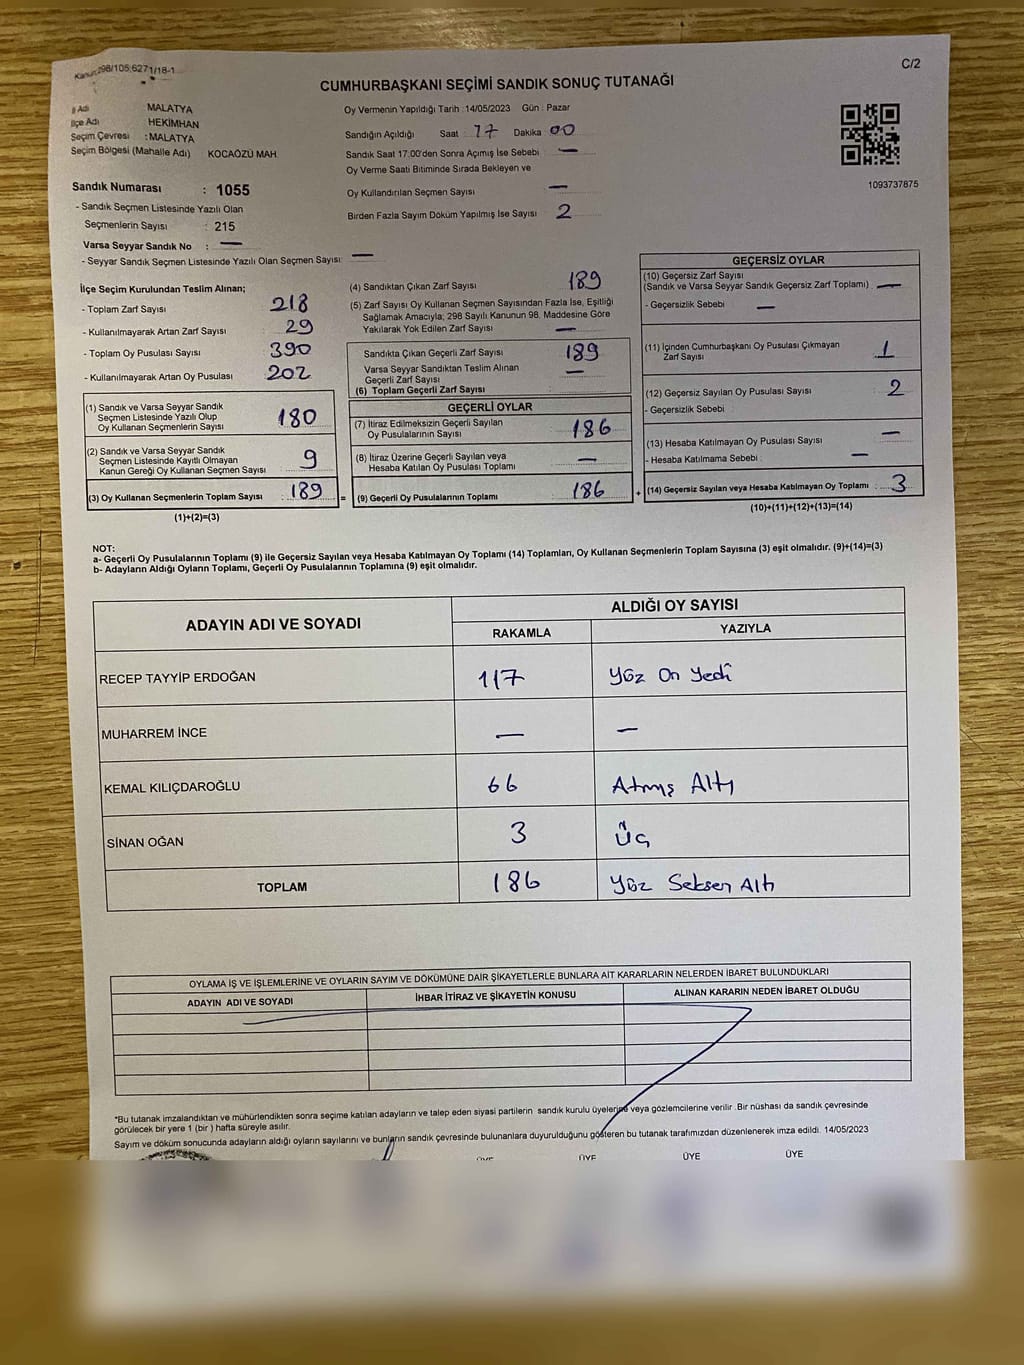 Kanun:298/105;6271/18-1
C/2
CUMHURBAŞKANI SEÇİMİ SANDIK SONUÇ TUTANAĞI
İl Adı : MALATYA
İlçe Adı : HEKİMHAN
Seçim Çevresi : MALATYA
Seçim Bölgesi (Mahalle Adı) KOCAÖZÜ MAH
Sandık Numarası : 1055
- Sandık Seçmen Listesinde Yazılı Olan
Seçmenlerin Sayısı : 215
Varsa Seyyar Sandık No : —
- Seyyar Sandık Seçmen Listesinde Yazılı Olan Seçmen Sayısı: —
Oy Vermenin Yapıldığı Tarih : 14/05/2023 Gün : Pazar
Sandığın Açıldığı Saat : 17 Dakika : 00
Sandık Saat 17:00'den Sonra Açılmış İse Sebebi : —
Oy Verme Saati Bitiminde Sırada Bekleyen ve
Oy Kullandırılan Seçmen Sayısı : —
Birden Fazla Sayım Döküm Yapılmış İse Sayısı : 2
1093737875
İlçe Seçim Kurulundan Teslim Alınan;
- Toplam Zarf Sayısı : 218
- Kullanılmayarak Artan Zarf Sayısı : 29
- Toplam Oy Pusulası Sayısı : 390
- Kullanılmayarak Artan Oy Pusulası : 202
(1) Sandık ve Varsa Seyyar Sandık
Seçmen Listesinde Yazılı Olup
Oy Kullanan Seçmenlerin Sayısı : 180
(2) Sandık ve Varsa Seyyar Sandık
Seçmen Listesinde Kayıtlı Olmayan
Kanun Gereği Oy Kullanan Seçmen Sayısı : 9
(3) Oy Kullanan Seçmenlerin Toplam Sayısı : 189
(1)+(2)=(3)
(4) Sandıktan Çıkan Zarf Sayısı : 189
(5) Zarf Sayısı Oy Kullanan Seçmen Sayısından Fazla İse, Eşitliği
Sağlamak Amacıyla; 298 Sayılı Kanunun 98. Maddesine Göre
Yakılarak Yok Edilen Zarf Sayısı : —
Sandıkta Çıkan Geçerli Zarf Sayısı : 189
Varsa Seyyar Sandıktan Teslim Alınan
Geçerli Zarf Sayısı : —
(6) Toplam Geçerli Zarf Sayısı :
GEÇERLİ OYLAR
(7) İtiraz Edilmeksizin Geçerli Sayılan
Oy Pusulalarının Sayısı : 186
(8) İtiraz Üzerine Geçerli Sayılan veya
Hesaba Katılan Oy Pusulası Toplamı : —
= (9) Geçerli Oy Pusulalarının Toplamı : 186
GEÇERSİZ OYLAR
(10) Geçersiz Zarf Sayısı
(Sandık ve Varsa Seyyar Sandık Geçersiz Zarf Toplamı) : —
- Geçersizlik Sebebi : —
(11) İçinden Cumhurbaşkanı Oy Pusulası Çıkmayan
Zarf Sayısı : 1
(12) Geçersiz Sayılan Oy Pusulası Sayısı : 2
- Geçersizlik Sebebi :
(13) Hesaba Katılmayan Oy Pusulası Sayısı : —
- Hesaba Katılmama Sebebi : —
+ (14) Geçersiz Sayılan veya Hesaba Katılmayan Oy Toplamı : 3
(10)+(11)+(12)+(13)=(14)
NOT:
a- Geçerli Oy Pusulalarının Toplamı (9) ile Geçersiz Sayılan veya Hesaba Katılmayan Oy Toplamı (14) Toplamları, Oy Kullanan Seçmenlerin Toplam Sayısına (3) eşit olmalıdır. (9)+(14)=(3)
b- Adayların Aldığı Oyların Toplamı, Geçerli Oy Pusulalarının Toplamına (9) eşit olmalıdır.
ADAYIN ADI VE SOYADI
ALDIĞI OY SAYISI
RAKAMLA YAZIYLA
RECEP TAYYİP ERDOĞAN 117 Yüz On Yedi
MUHARREM İNCE — —
KEMAL KILIÇDAROĞLU 66 Atmış Altı
SİNAN OĞAN 3 Üç
TOPLAM 186 Yüz Seksen Altı
OYLAMA İŞ VE İŞLEMLERİNE VE OYLARIN SAYIM VE DÖKÜMÜNE DAİR ŞİKAYETLERLE BUNLARA AİT KARARLARIN NELERDEN İBARET BULUNDUKLARI
ADAYIN ADI VE SOYADI İHBAR İTİRAZ VE ŞİKAYETİN KONUSU ALINAN KARARIN NEDEN İBARET OLDUĞU
*Bu tutanak imzalandıktan ve mühürlendikten sonra seçime katılan adayların ve talep eden siyasi partilerin sandık kurulu üyelerine veya gözlemcilerine verilir .Bir nüshası da sandık çevresinde
görülecek bir yere 1 (bir ) hafta süreyle asılır.
Sayım ve döküm sonucunda adayların aldığı oyların sayılarını ve bunların sandık çevresinde bulunanlara duyurulduğunu gösteren bu tutanak tarafımızdan düzenlenerek imza edildi. 14/05/2023
ÜYE ÜYE ÜYE ÜYE